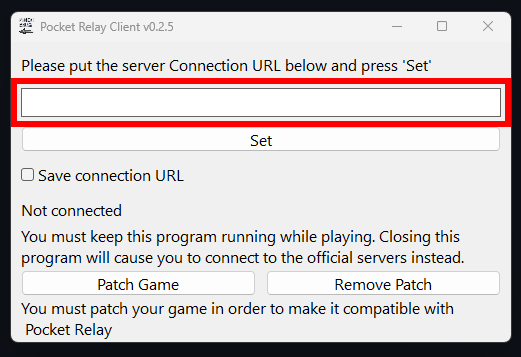 Pocket Relay Client v0.2.5
Please put the server Connection URL below and press 'Set'
Set
Save connection URL
Not connected
You must keep this program running while playing. Closing this
program will cause you to connect to the official servers instead.
Patch Game
Remove Patch
You must patch your game in order to make it compatible with
Pocket Relay